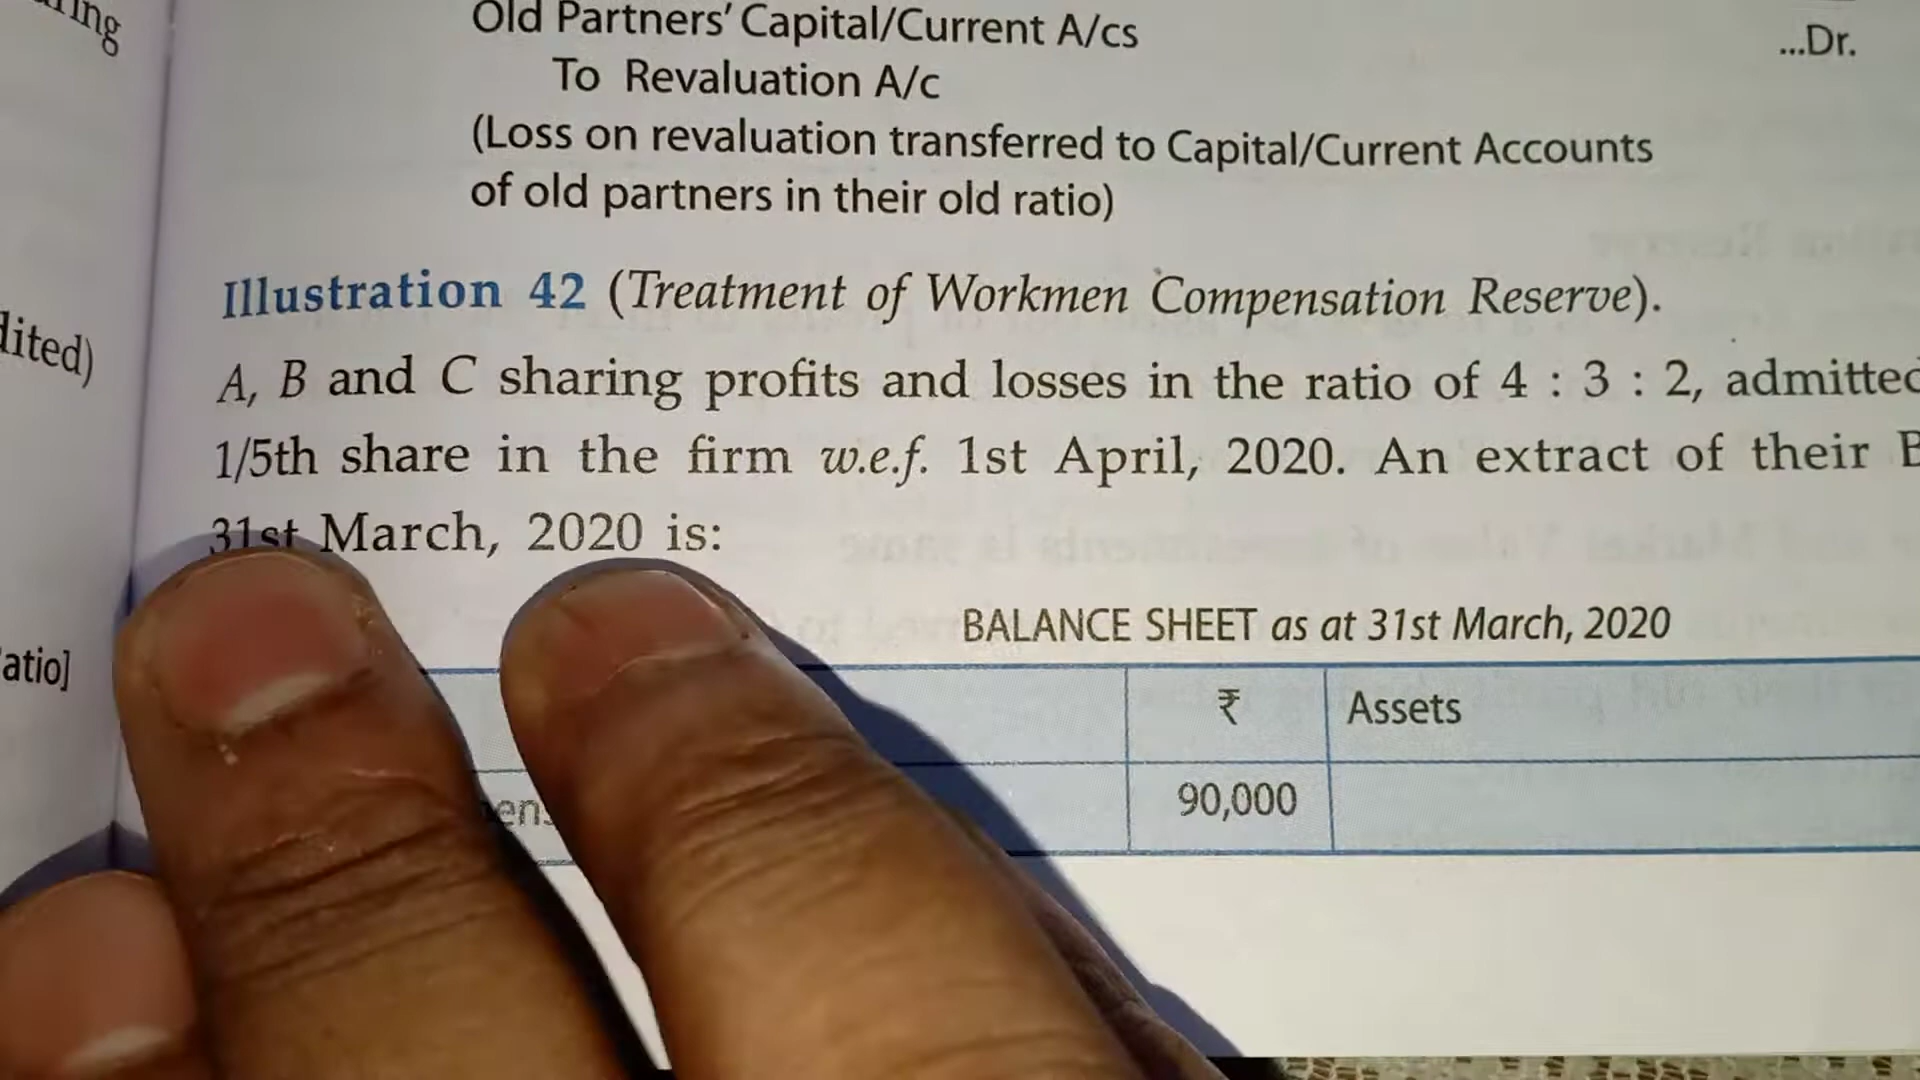 Old Partners' Capital/Current A/cs ...Dr.
To Revaluation A/c
(Loss on revaluation transferred to Capital/Current Accounts
of old partners in their old ratio)
Illustration 42 (Treatment of Workmen Compensation Reserve).
A, B and C sharing profits and losses in the ratio of 4 : 3 : 2, admitted
1/5th share in the firm w.e.f. 1st April, 2020. An extract of their
31st March, 2020 is:
BALANCE SHEET as at 31st March, 2020
₹ Assets
90,000